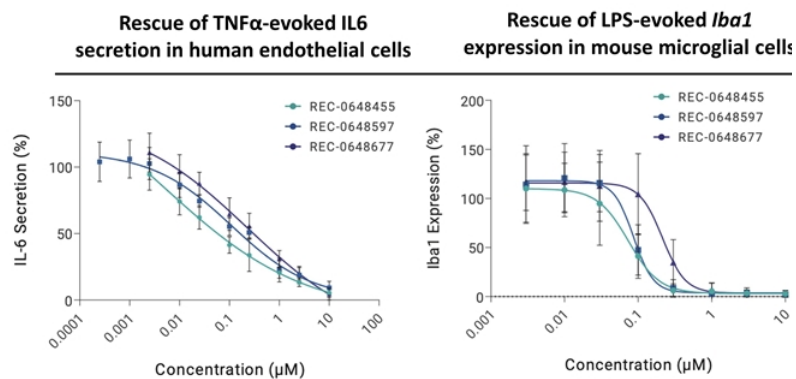 Rescue of TNFα-evoked IL6
secretion in human endothelial cells
Rescue of LPS-evoked Iba1
expression in mouse microglial cells
150
100
50
0
IL-6 Secretion (%)
0.0001
0.001
0.01
0.1
1
10
100
Concentration (µM)
REC-0648455
REC-0648597
REC-0648677
200
150
100
50
0
Iba1 Expression (%)
0.001
0.01
0.1
1
10
Concentration (µM)
REC-0648455
REC-0648597
REC-0648677